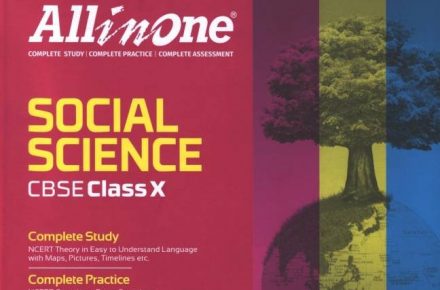 All in One®
COMPLETE STUDY | COMPLETE PRACTICE | COMPLETE ASSESSMENT
SOCIAL
SCIENCE
CBSE Class X
Complete Study
NCERT Theory in Easy to Understand Language
with Maps, Pictures, Timelines etc.
Complete Practice